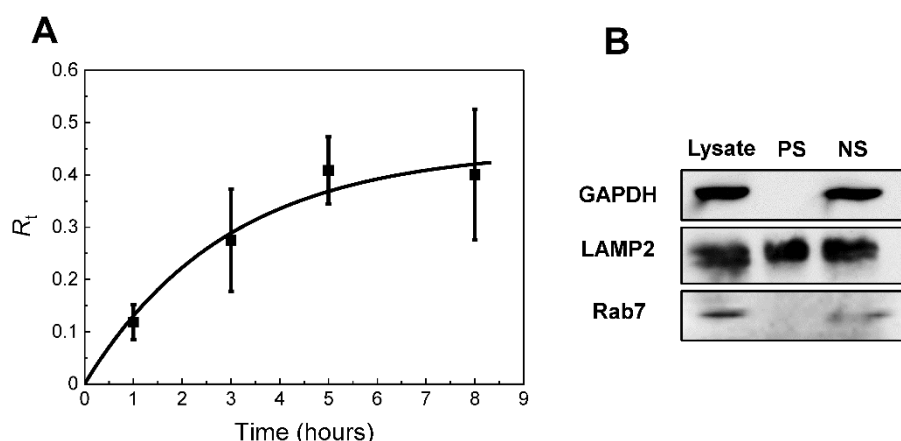 A
0.6
0.5
0.4
0.3
0.2
0.1
0
Rt
0 1 2 3 4 5 6 7 8 9
Time (hours)
B
Lysate PS NS
GAPDH
LAMP2
Rab7